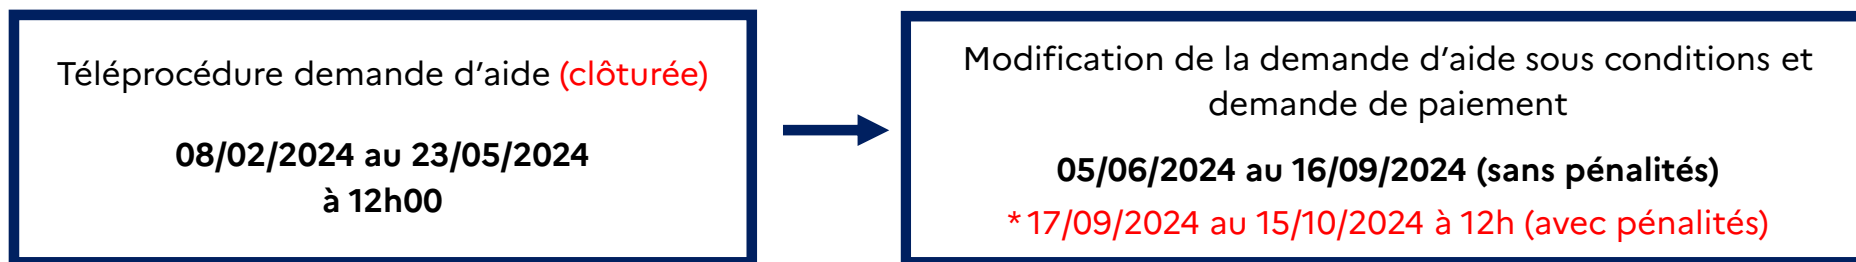 Téléprocédure demande d’aide (clôturée)
08/02/2024 au 23/05/2024
à 12h00
Modification de la demande d’aide sous conditions et
demande de paiement
05/06/2024 au 16/09/2024 (sans pénalités)
*17/09/2024 au 15/10/2024 à 12h (avec pénalités)